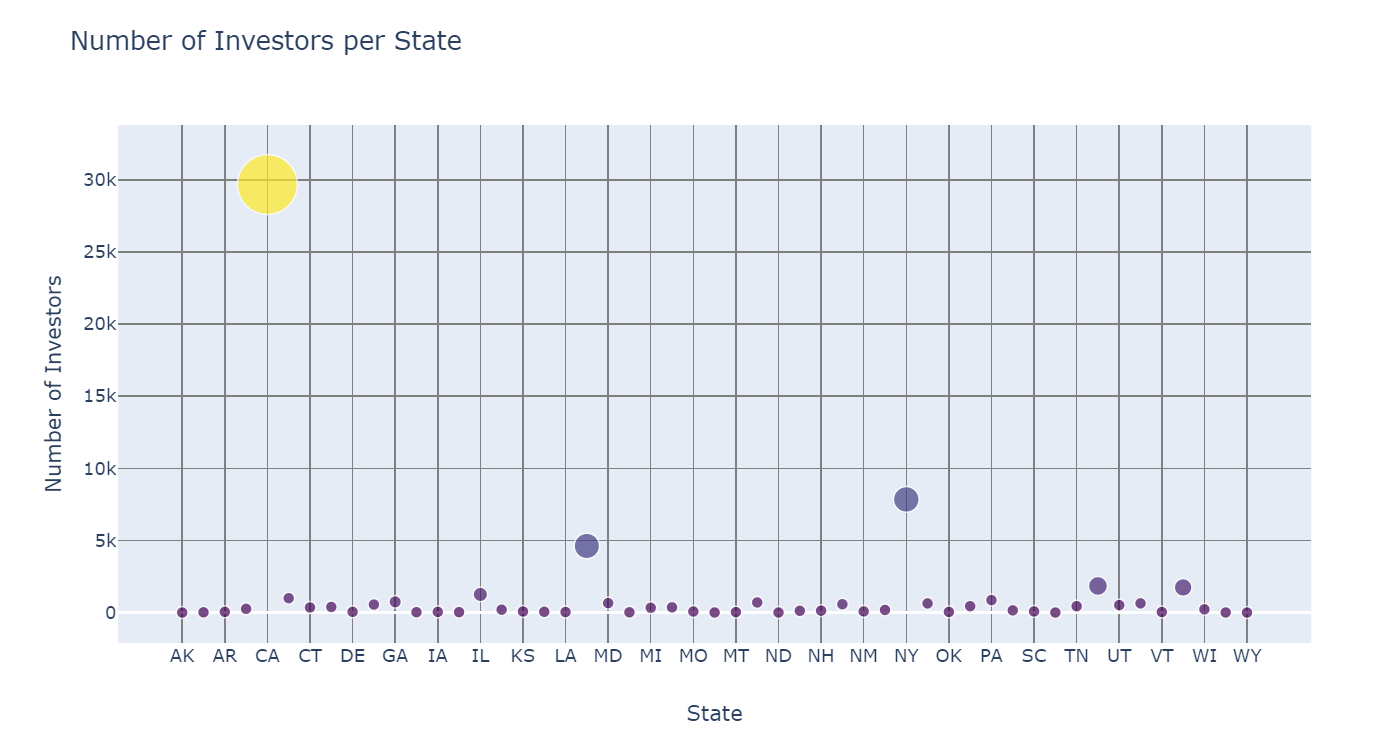 Number of Investors per State
Number of Investors
30k
25k
20k
15k
10k
5k
0
AK AR CA CT DE GA IA IL KS LA MD MI MO MT ND NH NM NY OK PA SC TN UT VT WI WY
State